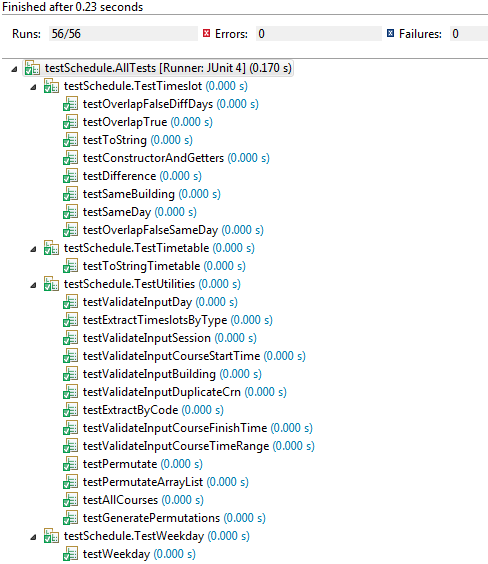 Finished after 0.23 seconds
Runs: 56/56 Errors: 0 Failures: 0
testSchedule.AllTests [Runner: JUnit 4] (0.170 s)
testSchedule.TestTimeslot (0.000 s)
testOverlapFalseDiffDays (0.000 s)
testOverlapTrue (0.000 s)
testToString (0.000 s)
testConstructorAndGetters (0.000 s)
testDifference (0.000 s)
testSameBuilding (0.000 s)
testSameDay (0.000 s)
testOverlapFalseSameDay (0.000 s)
testSchedule.TestTimetable (0.000 s)
testToStringTimetable (0.000 s)
testSchedule.TestUtilities (0.000 s)
testValidateInputDay (0.000 s)
testExtractTimeslotsByType (0.000 s)
testValidateInputSession (0.000 s)
testValidateInputCourseStartTime (0.000 s)
testValidateInputBuilding (0.000 s)
testValidateInputDuplicateCrn (0.000 s)
testExtractByCode (0.000 s)
testValidateInputCourseFinishTime (0.000 s)
testValidateInputCourseTimeRange (0.000 s)
testPermutate (0.000 s)
testPermutateArrayList (0.000 s)
testAllCourses (0.000 s)
testGeneratePermutations (0.000 s)
testSchedule.TestWeekday (0.000 s)
testWeekday (0.000 s)